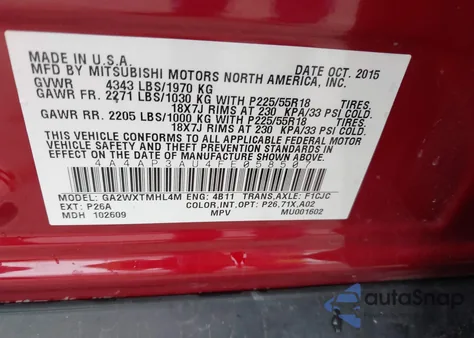 MADE IN U.S.A. DATE OCT. 2015
MFD BY MITSUBISHI MOTORS NORTH AMERICA, INC.
GVWR 4343 LBS/1970 KG
GAWR FR. 2271 LBS/1030 KG WITH P225/55R18 TIRES.
18X7J RIMS AT 230 KPA/33 PSI COLD.
GAWR RR. 2205 LBS/1000 KG WITH P225/55R18 TIRES.
18X7J RIMS AT 230 KPA/33 PSI COLD.
THIS VEHICLE CONFORMS TO ALL APPLICABLE FEDERAL MOTOR
VEHICLE SAFETY AND THEFT PREVENTION STANDARDS IN EFFECT
ON THE DATE OF MANUFACTURE SHOWN ABOVE.
4A4AP3AU4FE058507
MODEL: GA2WXTMHL4M ENG: 4B11 TRANS,AXLE: F1CJC
EXT: P26A COLOR,INT,OPT: P26,71X,A02
MDH 102609 MPV MU001602
autoSnap